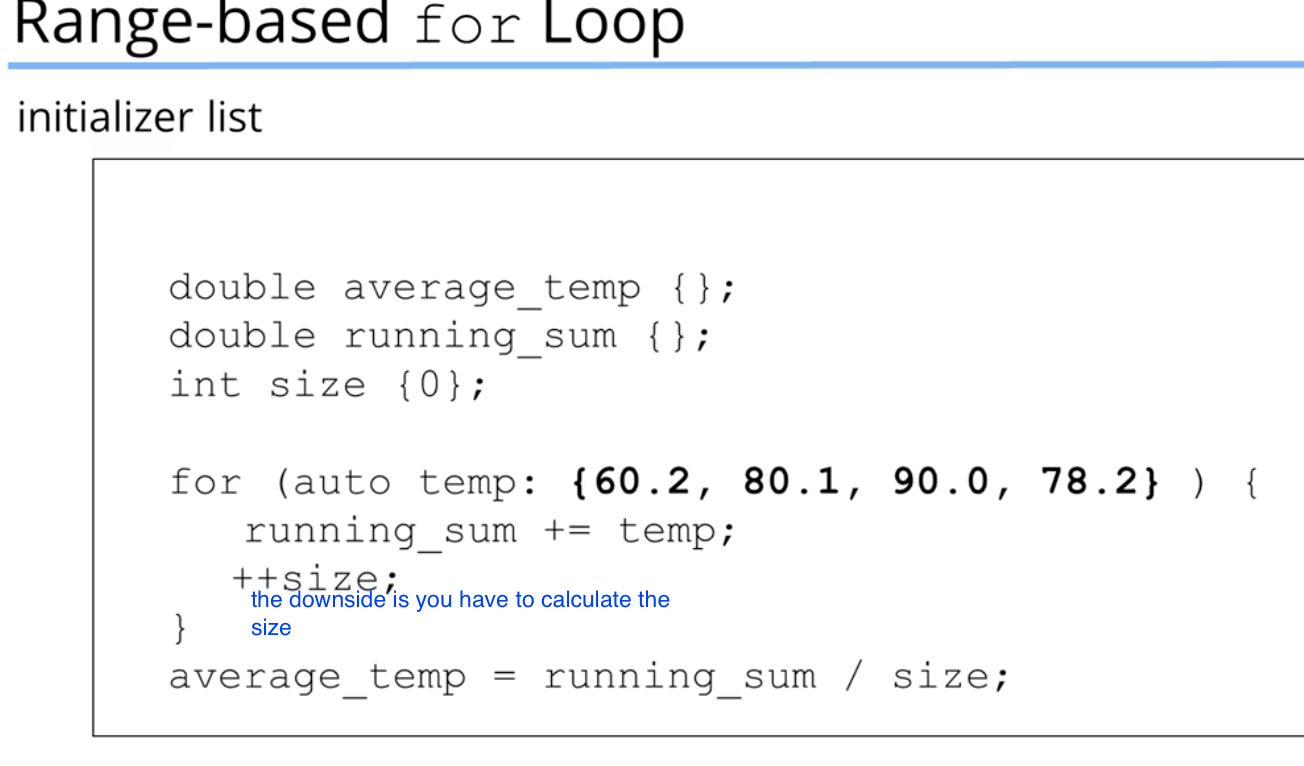 Range-based for Loop
initializer list
double average_temp {};
double running_sum {};
int size {0};
for (auto temp: {60.2, 80.1, 90.0, 78.2} ) {
running_sum += temp;
++size;
the downside is you have to calculate the
size
}
average_temp = running_sum / size;